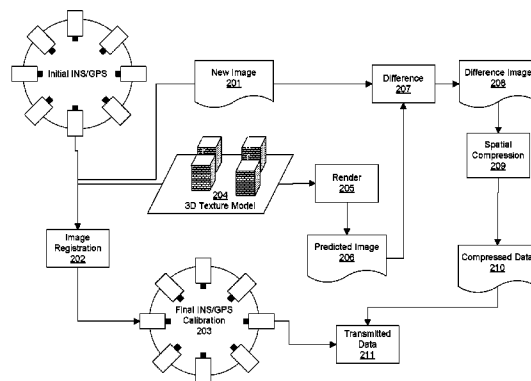 Initial INS/GPS
New Image
201
Difference
207
Difference Image
208
Spatial
Compression
209
204
3D Texture Model
Render
205
Image
Registration
202
Predicted Image
206
Compressed Data
210
Final INS/GPS
Calibration
203
Transmitted
Data
211